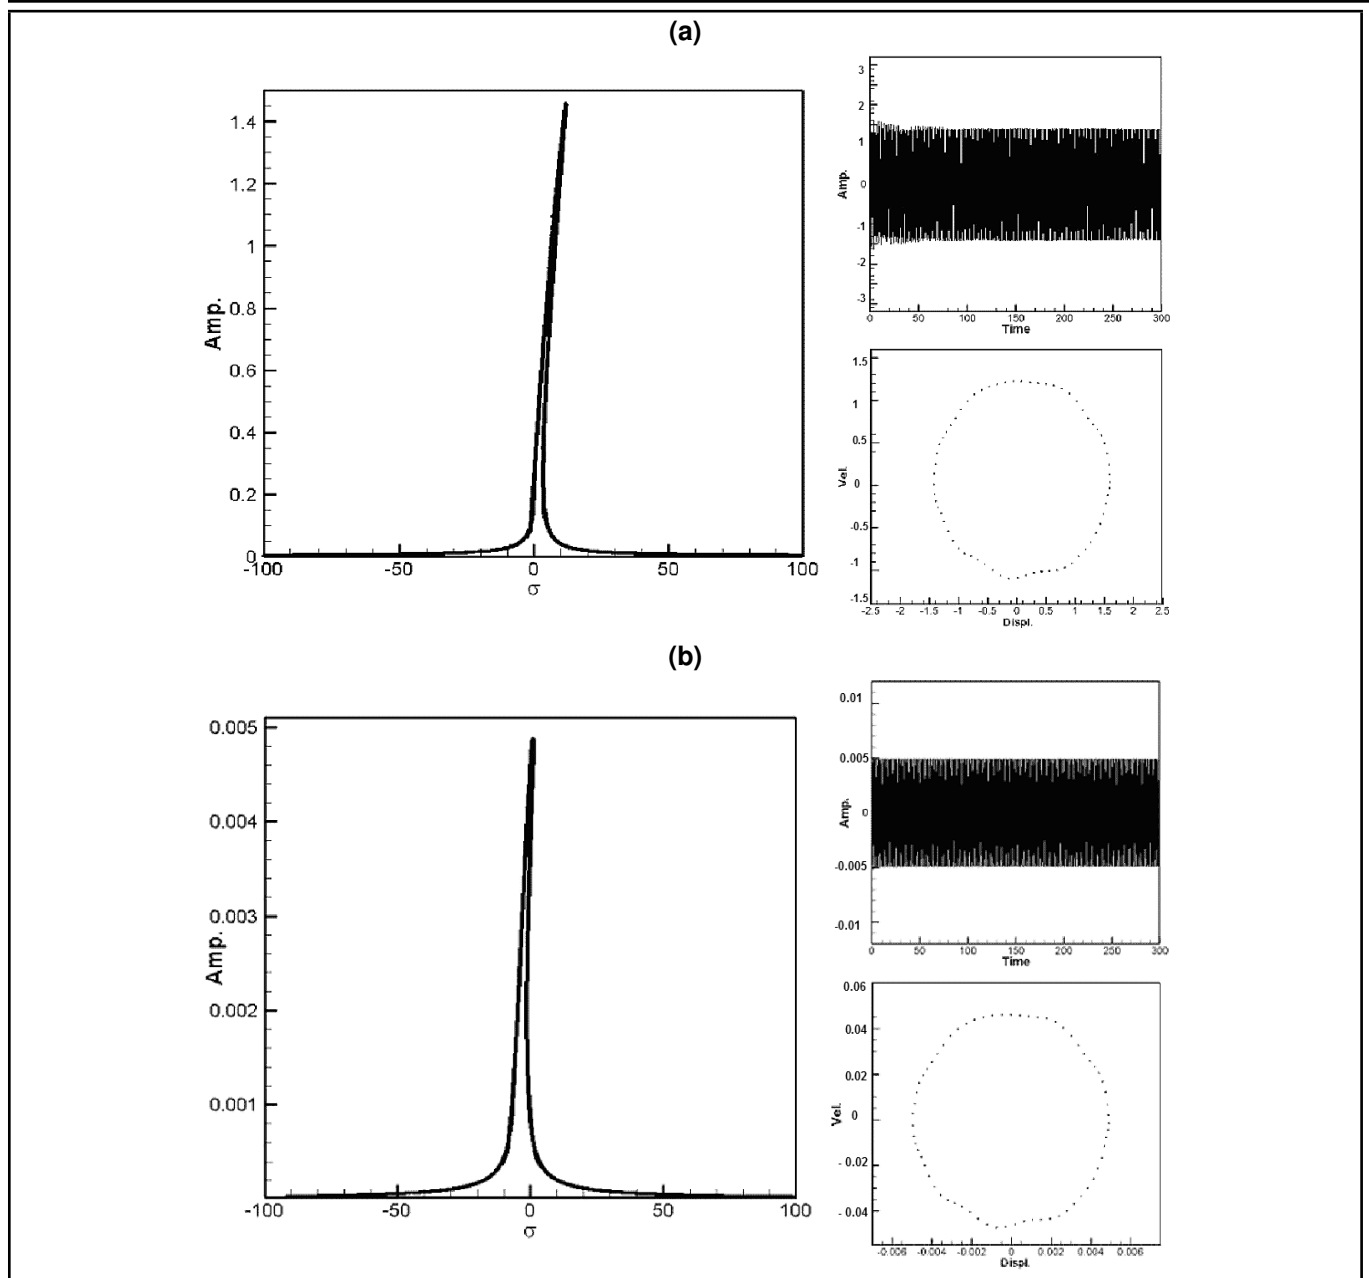 (a)
Amp.
1.4
1.2
1
0.8
0.6
0.4
0.2
0
-100 -50 0 50 100
σ
Amp.
3
2
1
0
-1
-2
-3
0 50 100 150 200 250 300
Time
Vel.
1.5
1
0.5
0
-0.5
-1
-1.5
-2.5 -2 -1.5 -1 -0.5 0 0.5 1 1.5 2 2.5
Displ.
(b)
Amp.
0.005
0.004
0.003
0.002
0.001
-100 -50 0 50 100
σ
Amp.
0.01
0.005
0
-0.005
-0.01
0 50 100 150 200 250 300
Time
Vel.
0.06
0.04
0.02
0
-0.02
-0.04
-0.006 -0.004 -0.002 0 0.002 0.004 0.006
Displ.